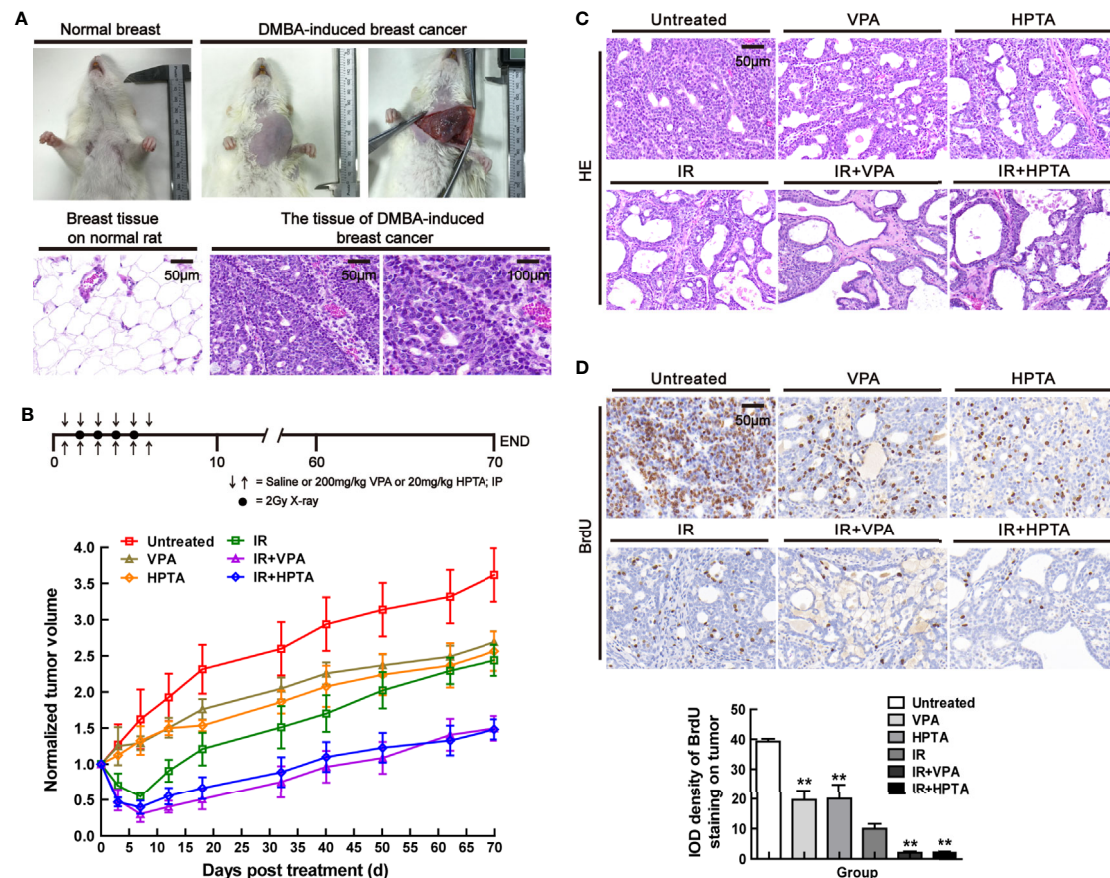 A
Normal breast
DMBA-induced breast cancer
Breast tissue
on normal rat
The tissue of DMBA-induced
breast cancer
50μm
50μm
100μm
B
0
10
60
70
END
↓ ↑ = Saline or 200mg/kg VPA or 20mg/kg HPTA; IP
● = 2Gy X-ray
Untreated
VPA
HPTA
IR
IR+VPA
IR+HPTA
Normalized tumor volume
4.0
3.5
3.0
2.5
2.0
1.5
1.0
0.5
0.0
0 5 10 15 20 25 30 35 40 45 50 55 60 65 70
Days post treatment (d)
C
Untreated
VPA
HPTA
50μm
HE
IR
IR+VPA
IR+HPTA
D
Untreated
VPA
HPTA
50μm
BrdU
IR
IR+VPA
IR+HPTA
Untreated
VPA
HPTA
IR
IR+VPA
IR+HPTA
IOD density of BrdU
staining on tumor
50
40
30
20
10
0
**
**
**
**
Group